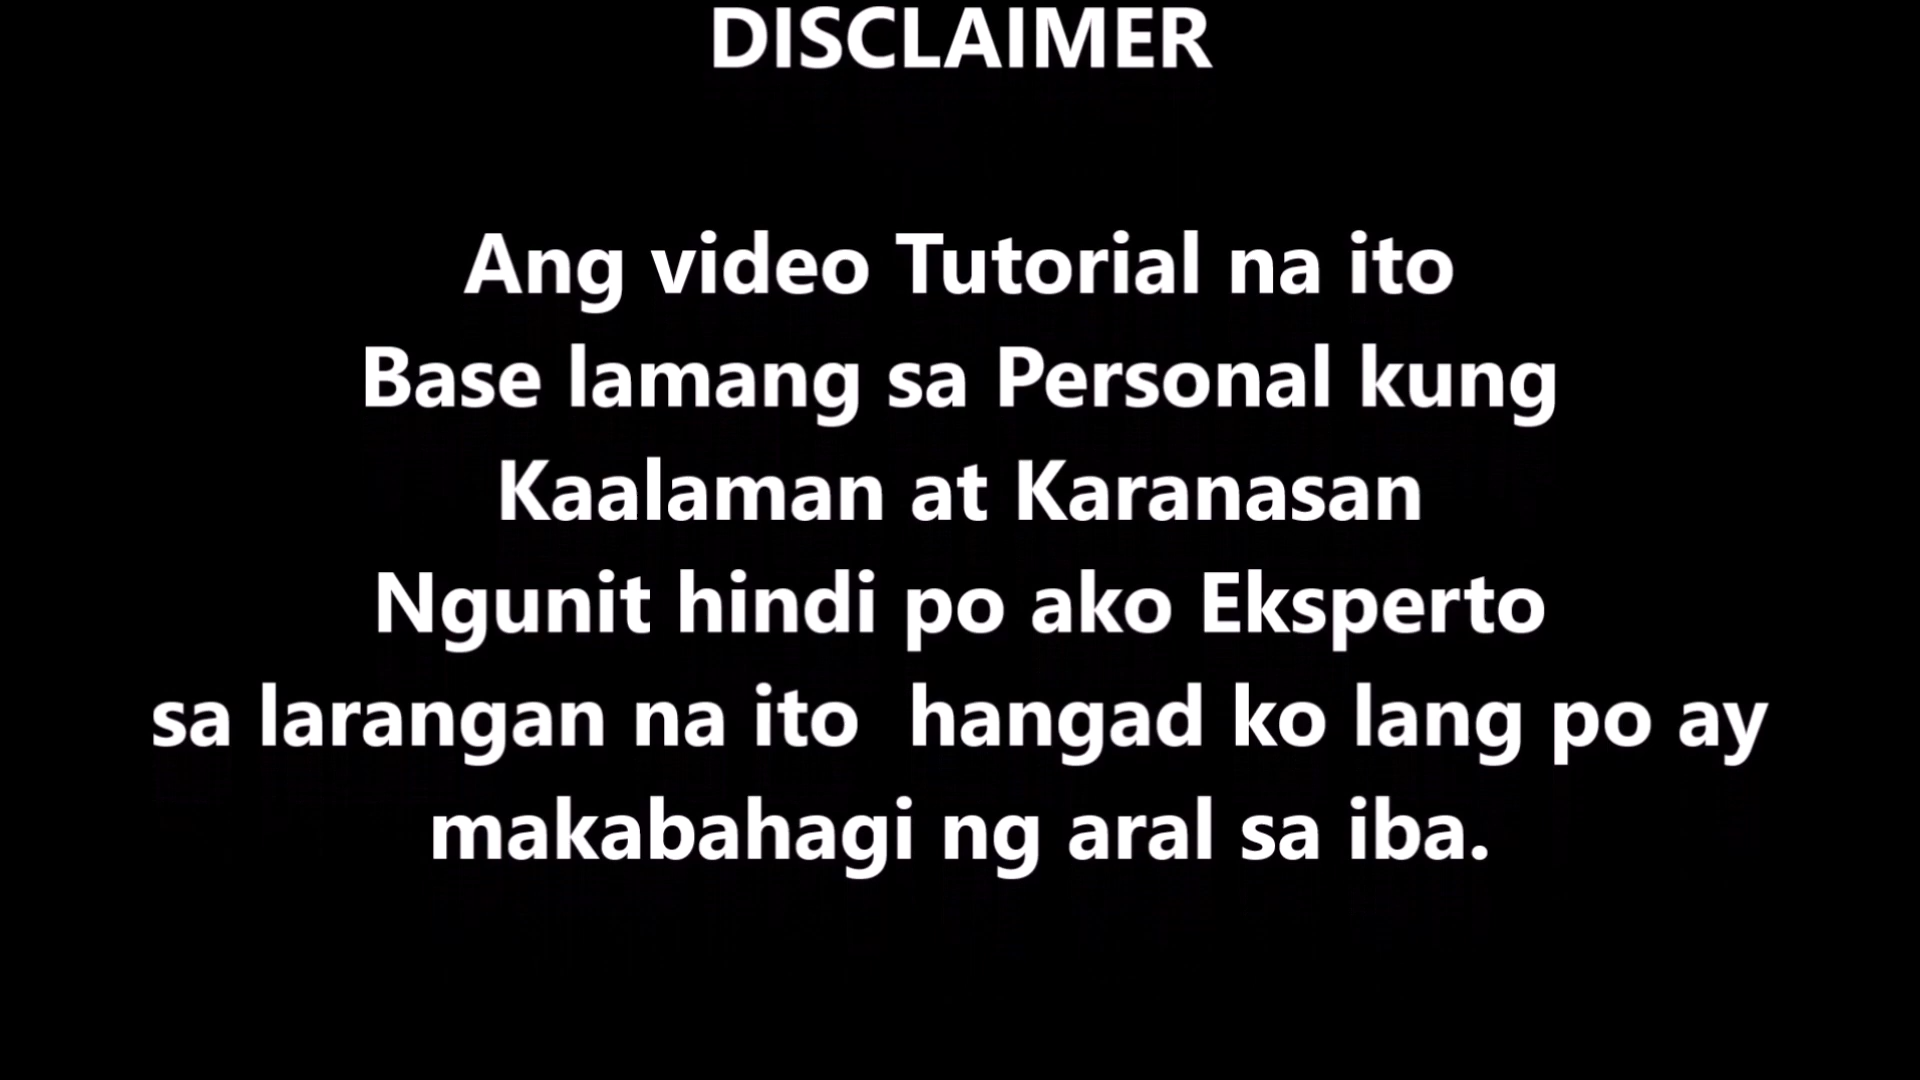 DISCLAIMER
Ang video Tutorial na ito
Base lamang sa Personal kung
Kaalaman at Karanasan
Ngunit hindi po ako Eksperto
sa larangan na ito  hangad ko lang po ay
makabahagi ng aral sa iba.